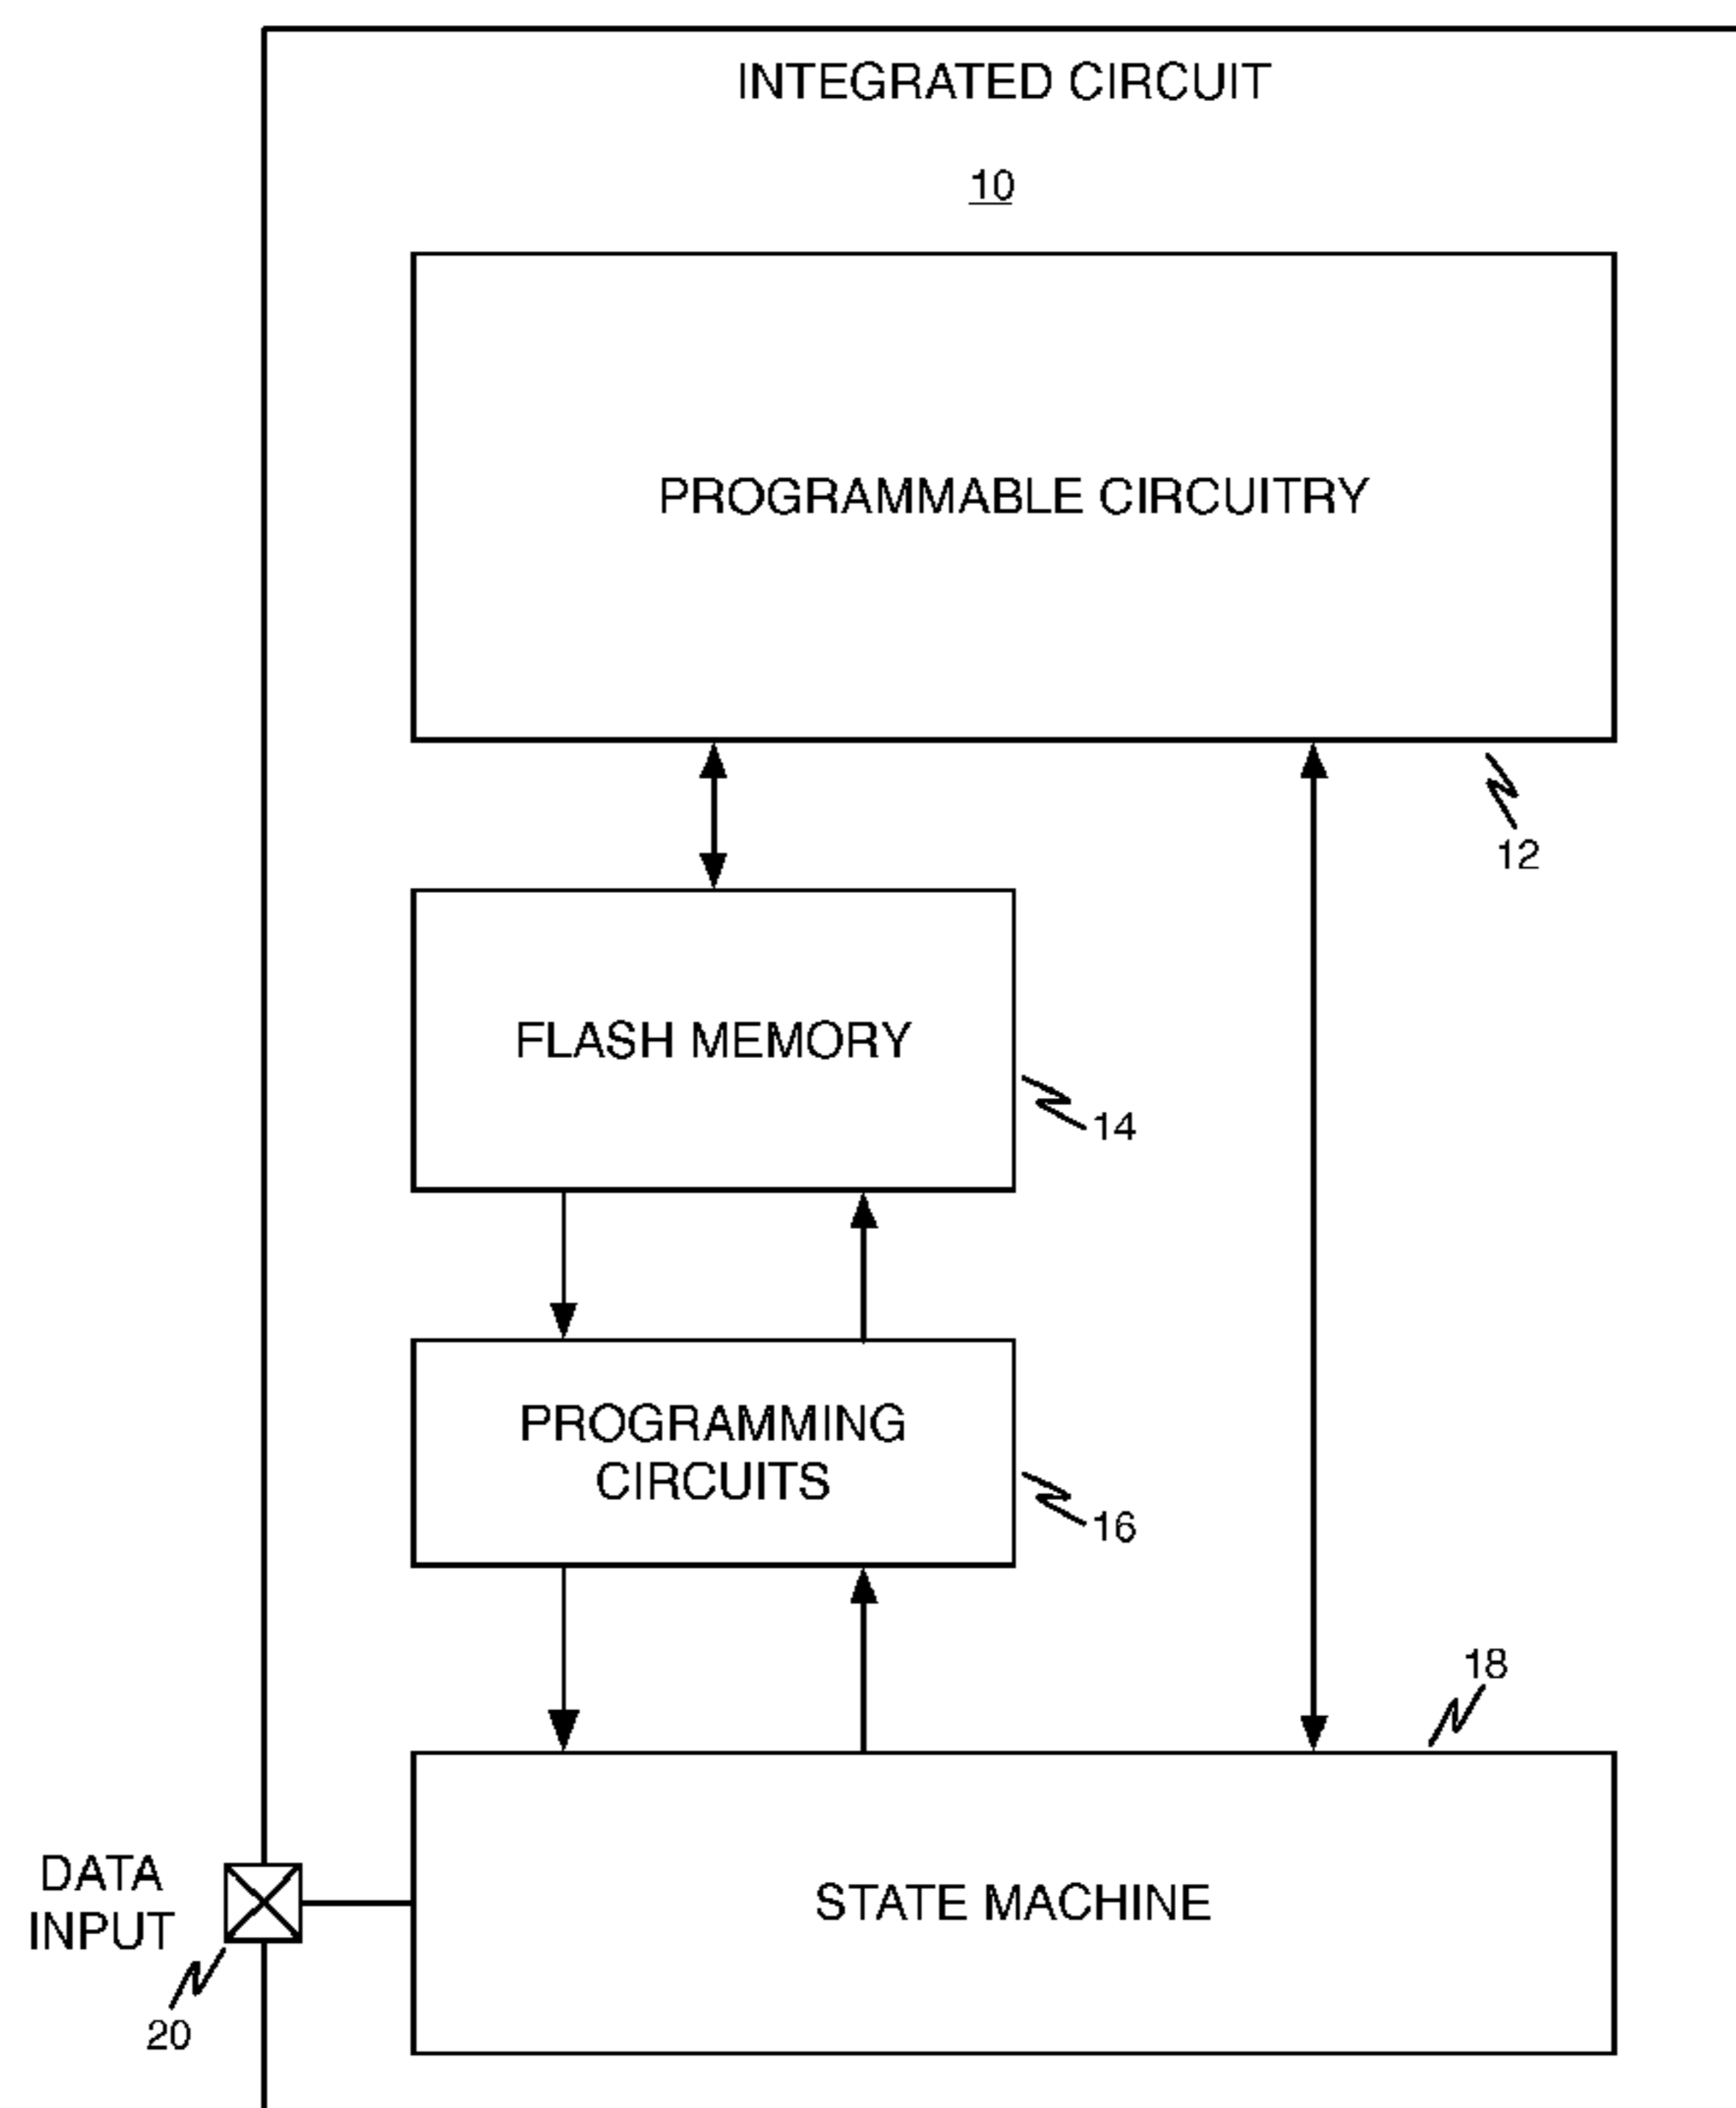 INTEGRATED CIRCUIT
10
PROGRAMMABLE CIRCUITRY
12
FLASH MEMORY
14
PROGRAMMING
CIRCUITS
16
18
DATA
INPUT
STATE MACHINE
20